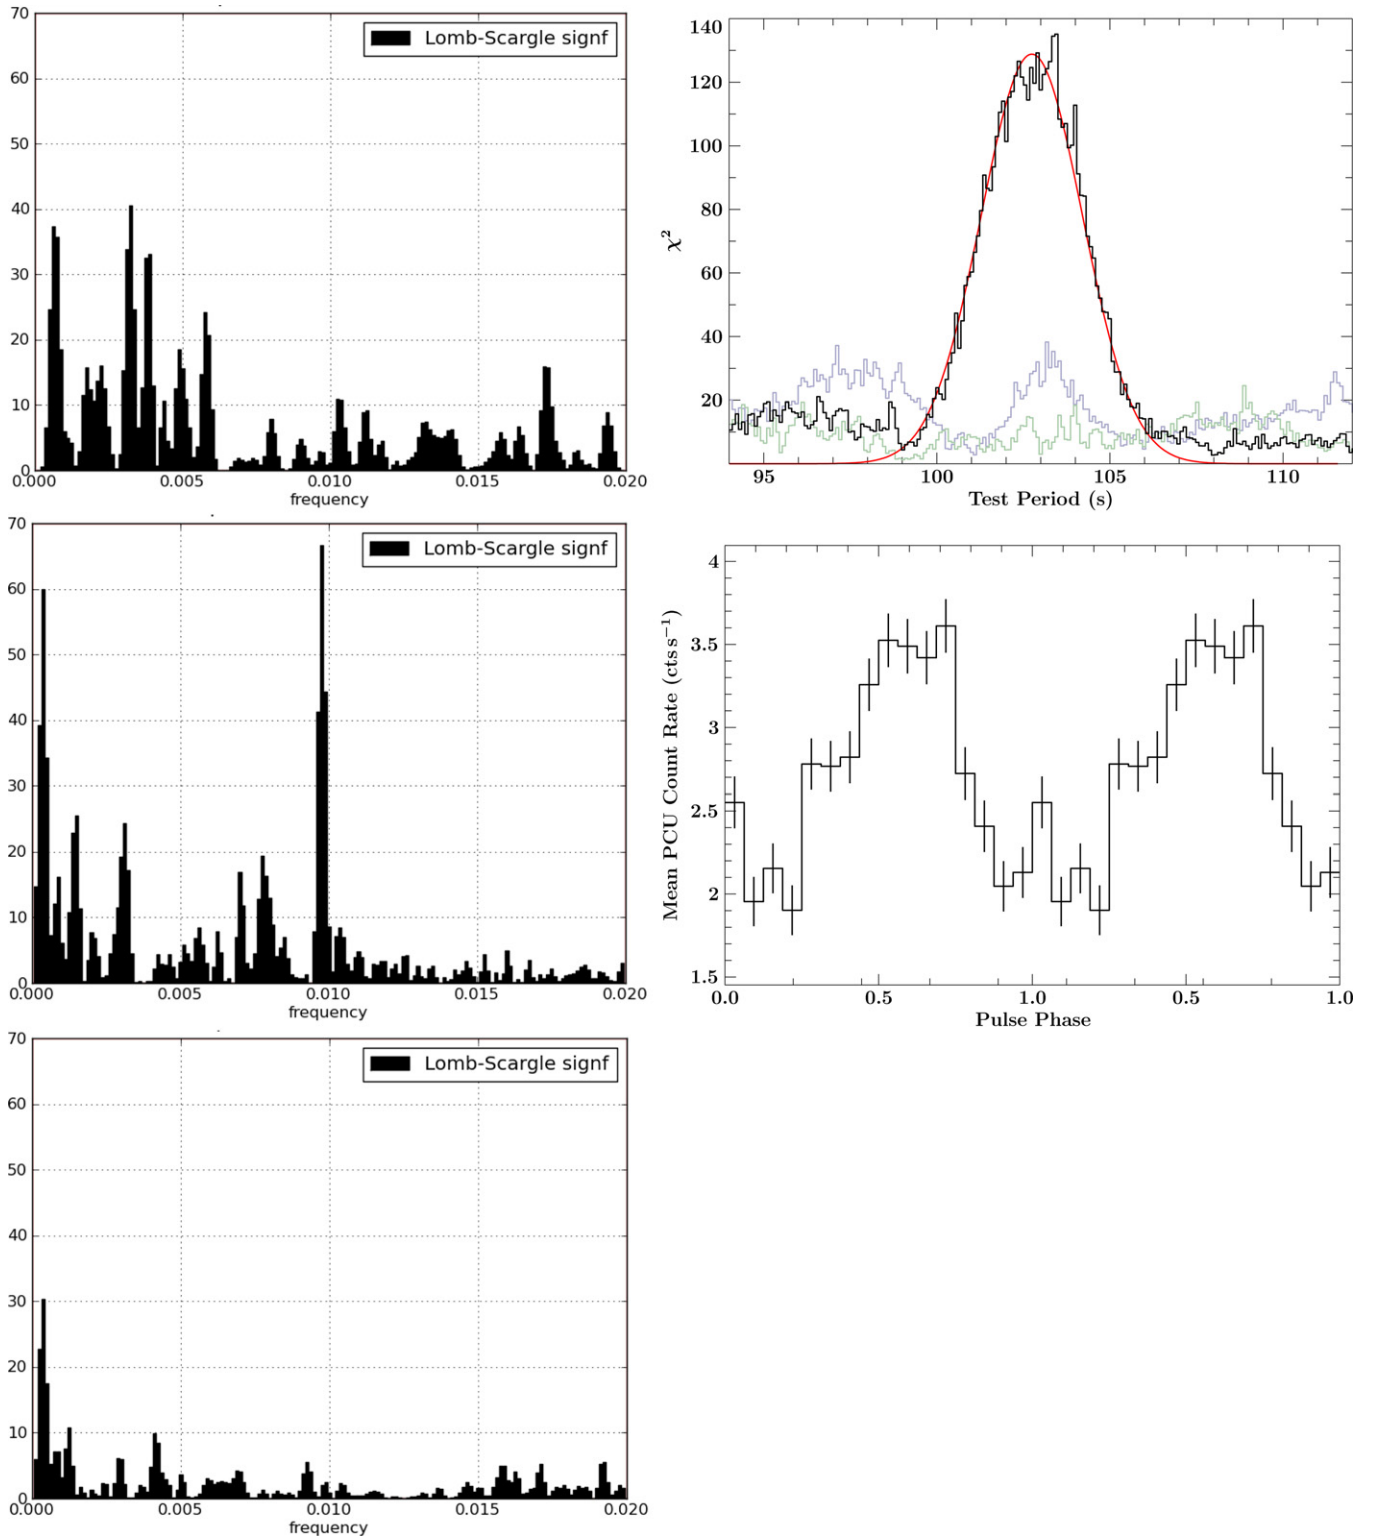 70
60
50
40
30
20
10
0
Lomb-Scargle signf
0.000 0.005 0.010 0.015 0.020
frequency
140
120
100
80
60
40
20
χ²
95 100 105 110
Test Period (s)
70
60
50
40
30
20
10
0
Lomb-Scargle signf
0.000 0.005 0.010 0.015 0.020
frequency
4
3.5
3
2.5
2
1.5
Mean PCU Count Rate (cts s⁻¹)
0.0 0.5 1.0 0.5 1.0
Pulse Phase
70
60
50
40
30
20
10
0
Lomb-Scargle signf
0.000 0.005 0.010 0.015 0.020
frequency